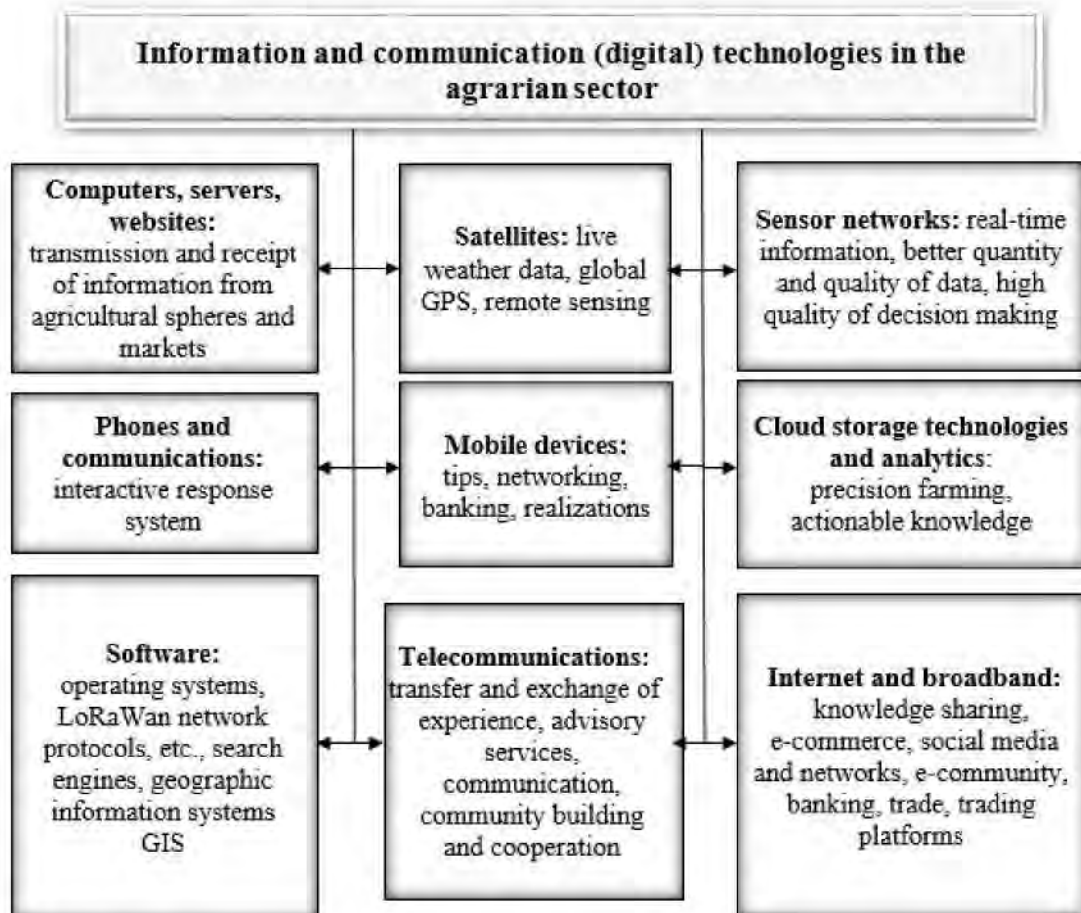 Information and communication (digital) technologies in the
agrarian sector
Computers, servers,
websites:
transmission and receipt
of information from
agricultural spheres and
markets
Satellites: live
weather data, global
GPS, remote sensing
Sensor networks: real-time
information, better quantity
and quality of data, high
quality of decision making
Phones and
communications:
interactive response
system
Mobile devices:
tips, networking,
banking, realizations
Cloud storage technologies
and analytics:
precision farming,
actionable knowledge
Software:
operating systems,
LoRaWan network
protocols, etc., search
engines, geographic
information systems
GIS
Telecommunications:
transfer and exchange of
experience, advisory
services,
communication,
community building
and cooperation
Internet and broadband:
knowledge sharing,
e-commerce, social media
and networks, e-community,
banking, trade, trading
platforms